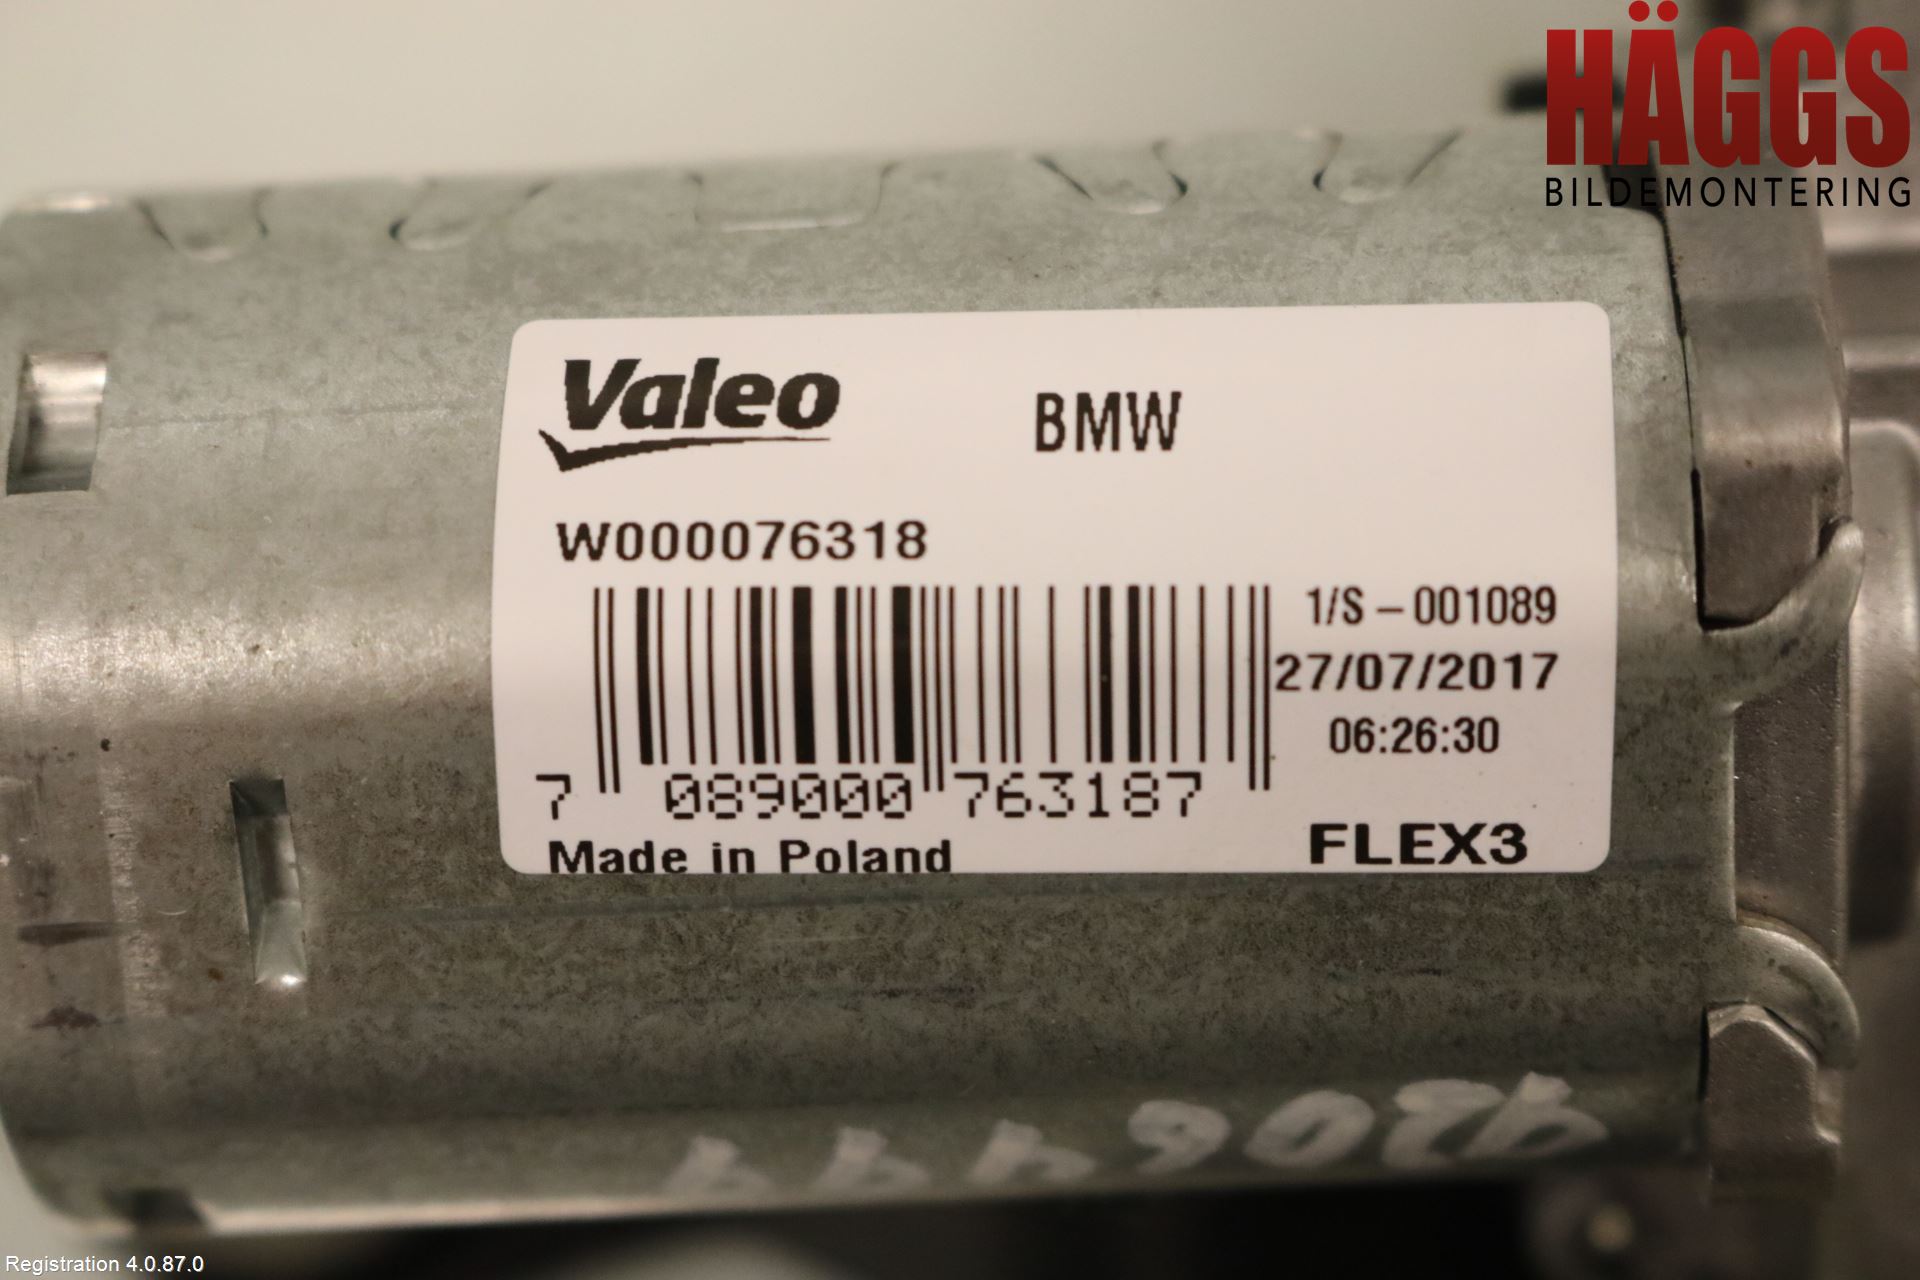 HÄGGS
BILDEMONTERING
Valeo
BMW
W000076318
1/S – 001089
27/07/2017
06:26:30
7 089000 763187
Made in Poland
FLEX3
Registration 4.0.87.0